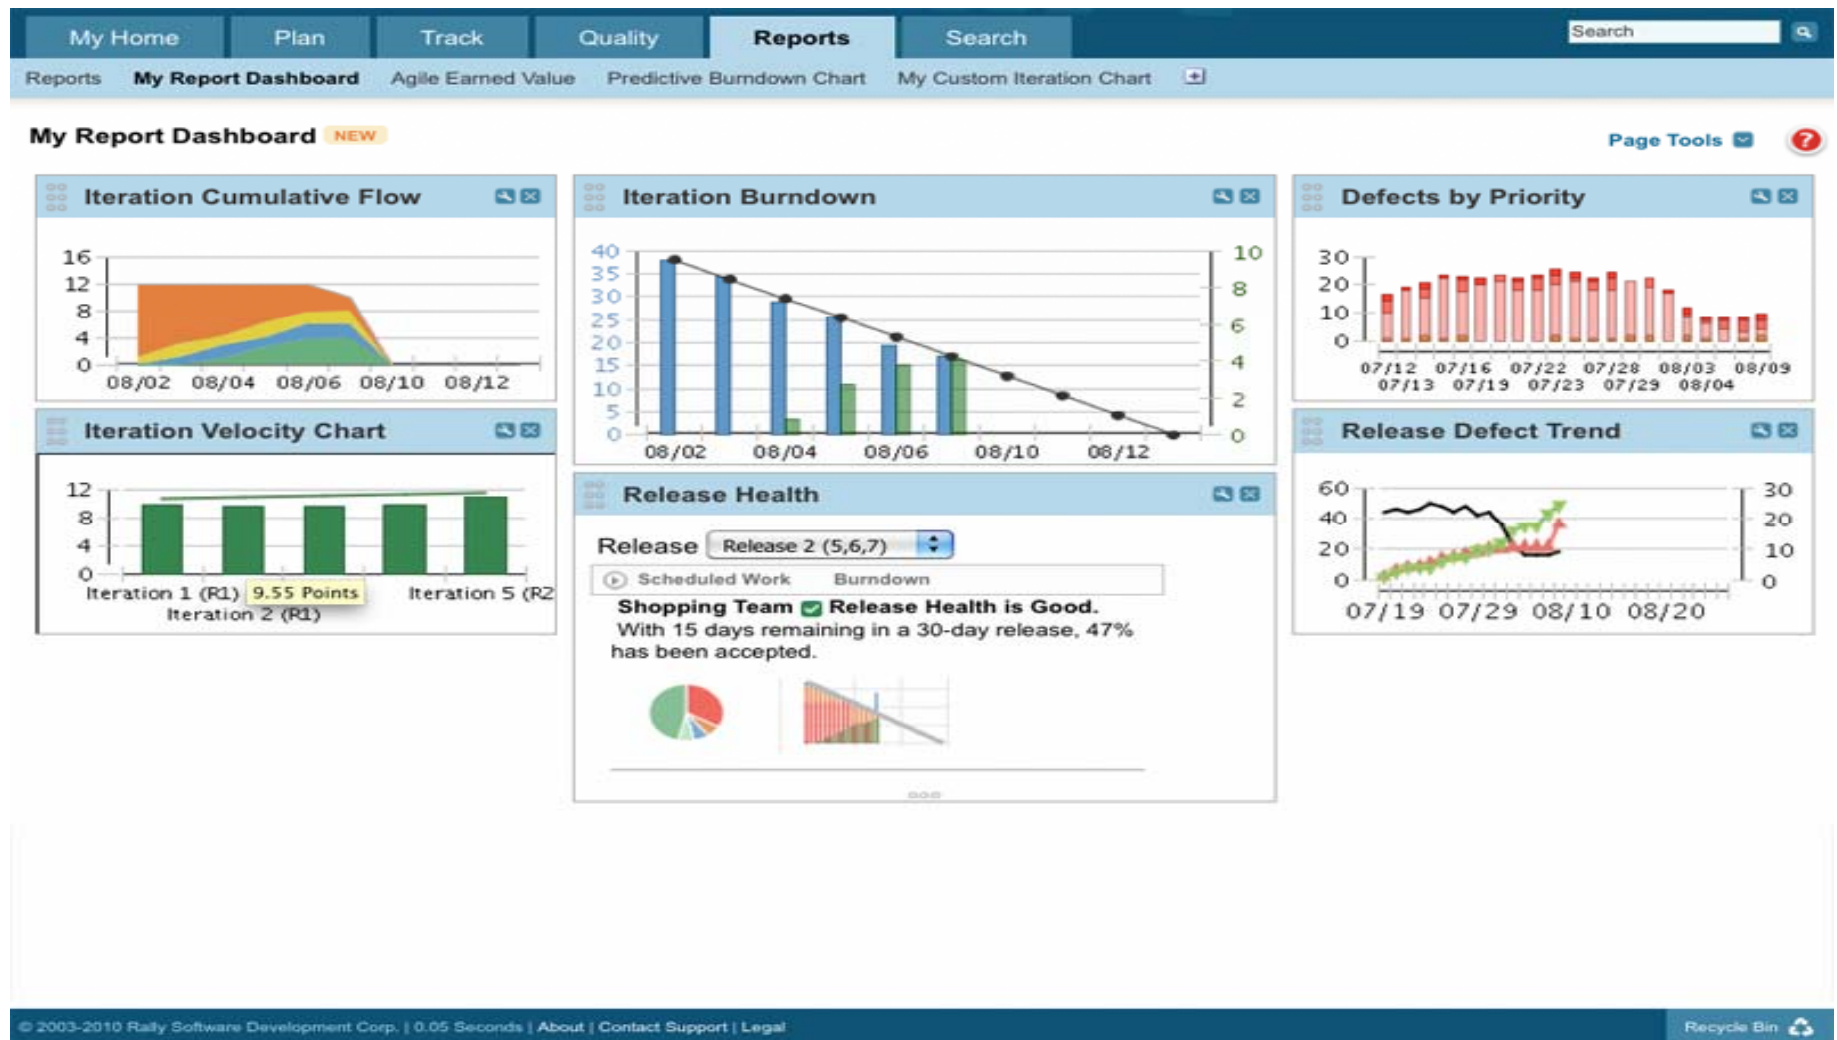 My Home Plan Track Quality Reports Search Search
Reports My Report Dashboard Agile Earned Value Predictive Burndown Chart My Custom Iteration Chart
My Report Dashboard NEW
Page Tools ?
Iteration Cumulative Flow
16
12
8
4
0
08/02 08/04 08/06 08/10 08/12
Iteration Velocity Chart
12
8
4
0
Iteration 1 (R1) 9.55 Points Iteration 5 (R2
Iteration 2 (R1)
Iteration Burndown
40 10
35
30 8
25 6
20
15 4
10 2
5
0 0
08/02 08/04 08/06 08/10 08/12
Release Health
Release Release 2 (5,6,7)
Scheduled Work Burndown
Shopping Team Release Health is Good.
With 15 days remaining in a 30-day release, 47%
has been accepted.
Defects by Priority
30
20
10
0
07/12 07/16 07/22 07/28 08/03 08/09
07/13 07/19 07/23 07/29 08/04
Release Defect Trend
60 30
40 20
20 10
0 0
07/19 07/29 08/10 08/20
© 2003-2010 Rally Software Development Corp. | 0.05 Seconds | About | Contact Support | Legal
Recycle Bin